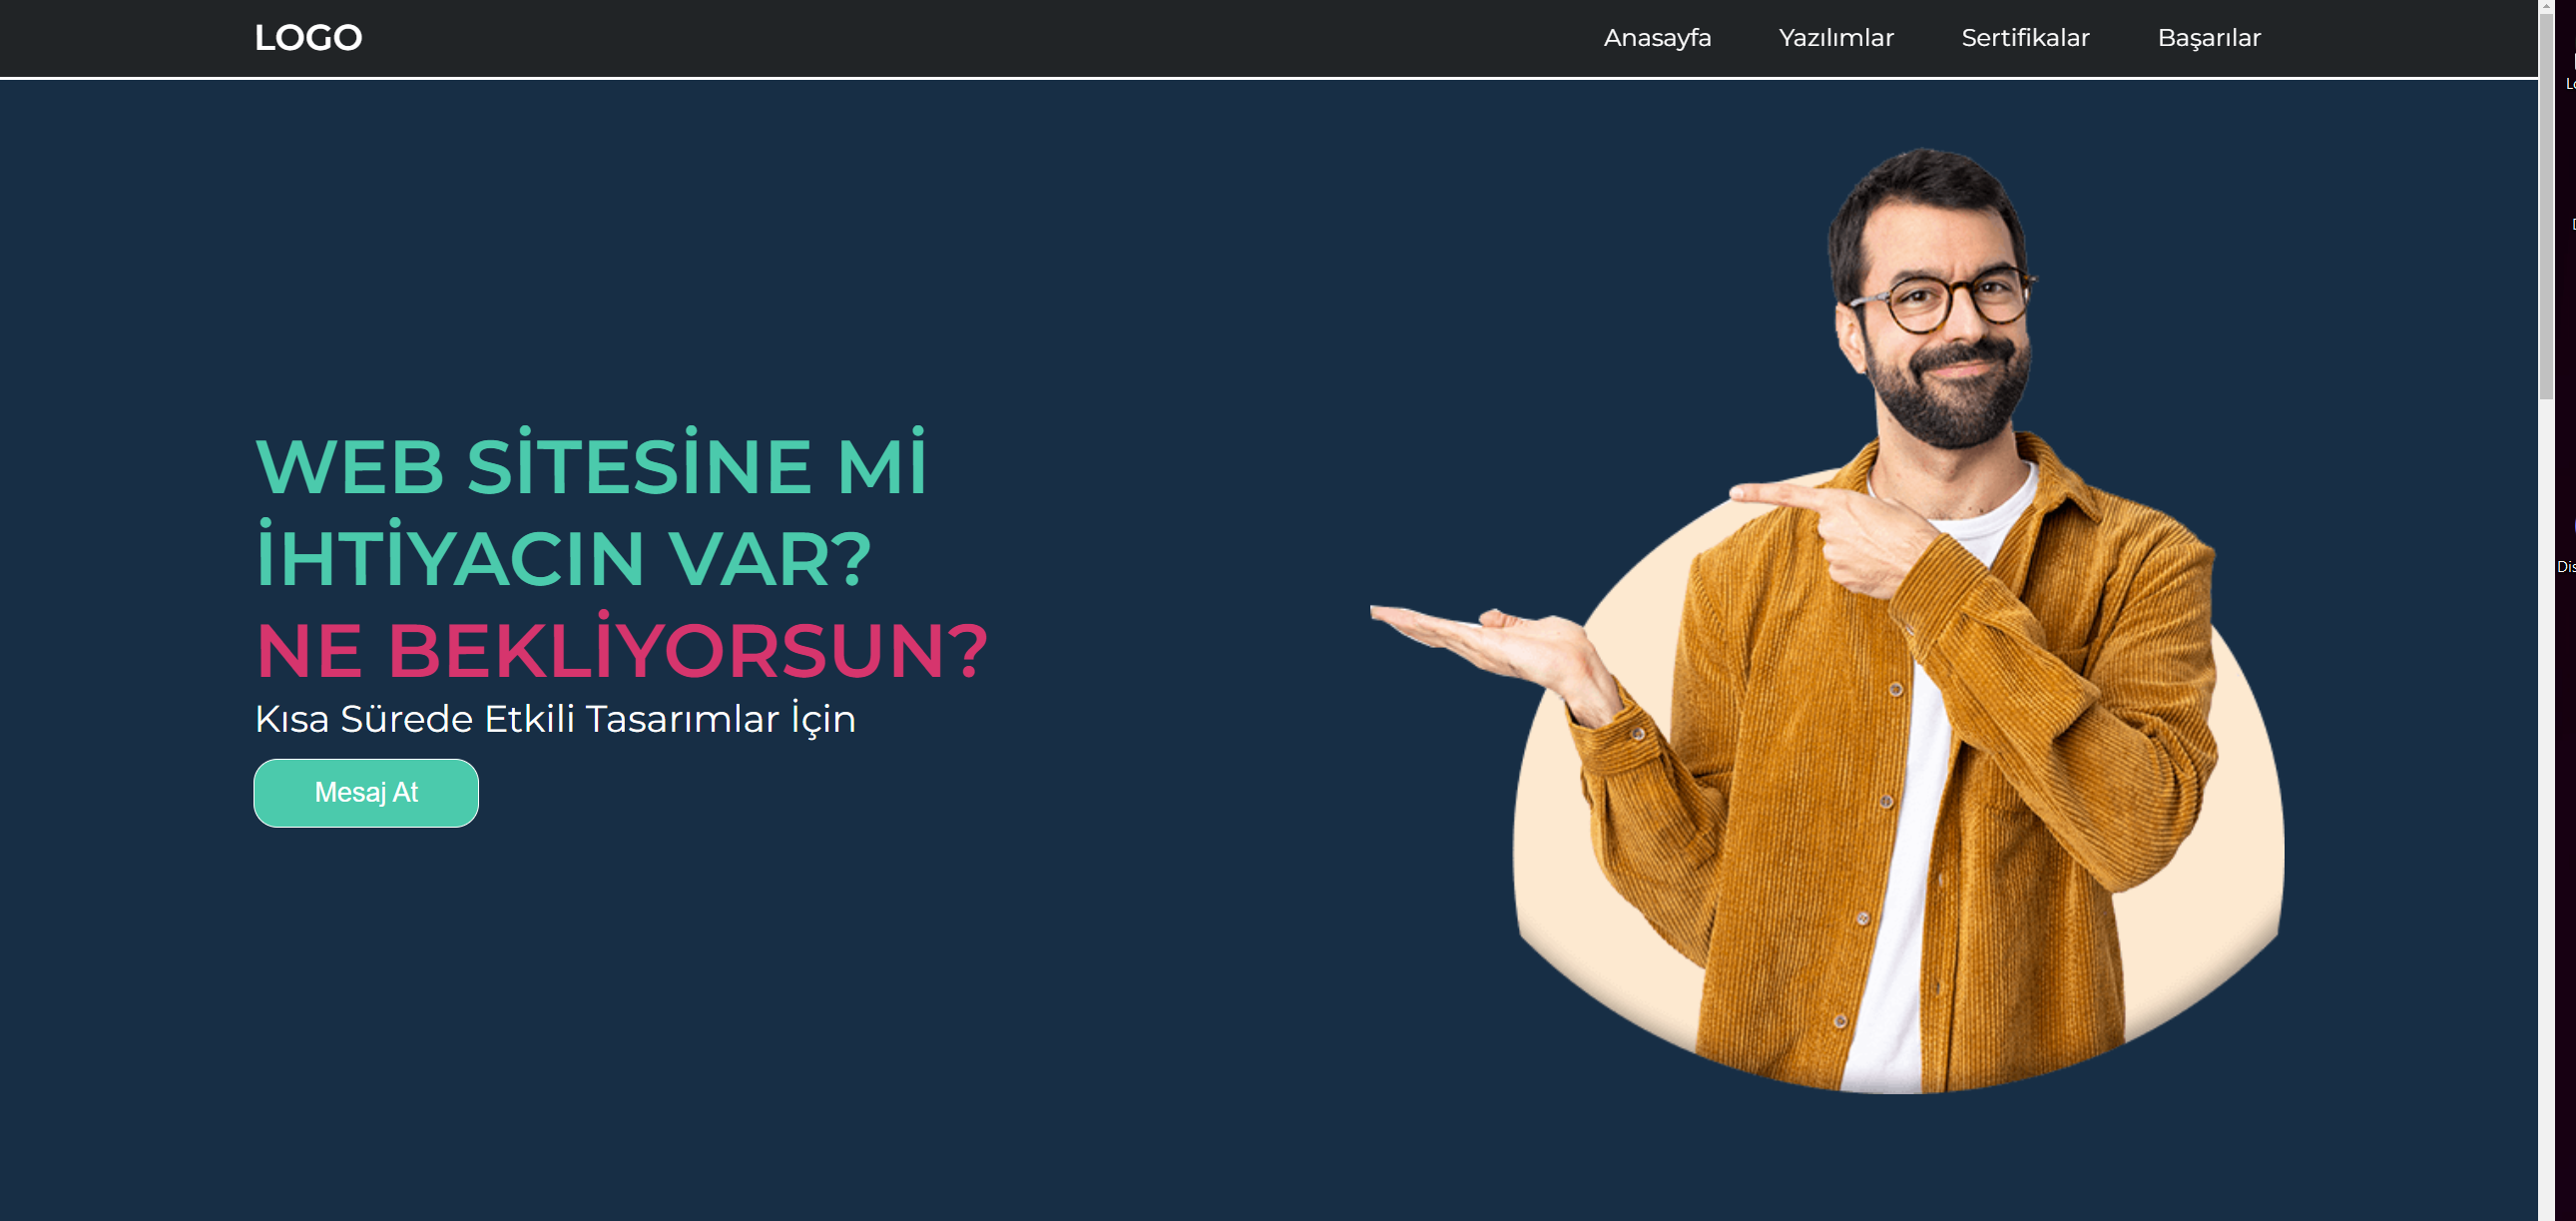 LOGO
Anasayfa Yazılımlar Sertifikalar Başarılar
WEB SİTESİNE Mİ
İHTİYACIN VAR?
NE BEKLİYORSUN?
Kısa Sürede Etkili Tasarımlar İçin
Mesaj At